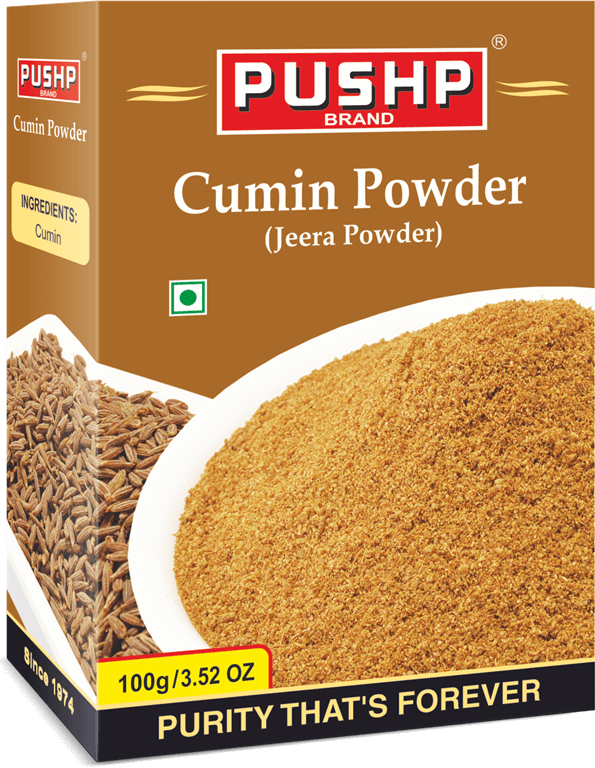 PUSHP
BRAND
®
Cumin Powder
INGREDIENTS:
Cumin
Since 1974
PUSHP
BRAND
®
Cumin Powder
(Jeera Powder)
100g/3.52 OZ
PURITY THAT'S FOREVER